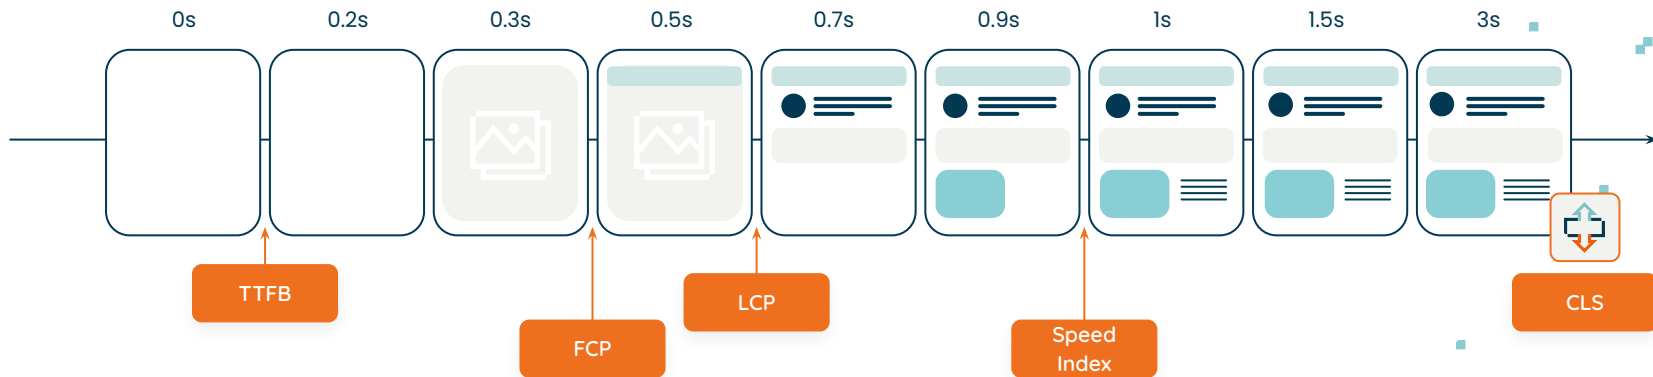 0s
0.2s
0.3s
0.5s
0.7s
0.9s
1s
1.5s
3s
TTFB
FCP
LCP
Speed
Index
CLS